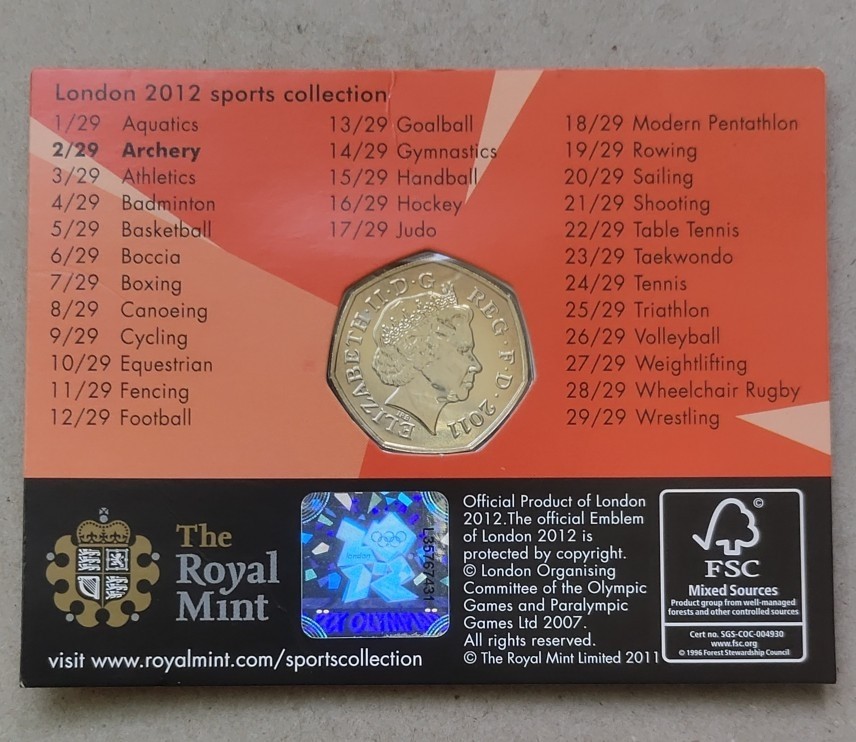 London 2012 sports collection
1/29 Aquatics
2/29 Archery
3/29 Athletics
4/29 Badminton
5/29 Basketball
6/29 Boccia
7/29 Boxing
8/29 Canoeing
9/29 Cycling
10/29 Equestrian
11/29 Fencing
12/29 Football
13/29 Goalball
14/29 Gymnastics
15/29 Handball
16/29 Hockey
17/29 Judo
18/29 Modern Pentathlon
19/29 Rowing
20/29 Sailing
21/29 Shooting
22/29 Table Tennis
23/29 Taekwondo
24/29 Tennis
25/29 Triathlon
26/29 Volleyball
27/29 Weightlifting
28/29 Wheelchair Rugby
29/29 Wrestling
ELIZABETH·II·D·G REG·F·D·2011
IRB
The
Royal
Mint
visit www.royalmint.com/sportscollection
london
L35767431
XXX OLYMPIAD
Official Product of London
2012.The official Emblem
of London 2012 is
protected by copyright.
© London Organising
Committee of the Olympic
Games and Paralympic
Games Ltd 2007.
All rights reserved.
© The Royal Mint Limited 2011
©
FSC
Mixed Sources
Product group from well-managed
forests and other controlled sources
Cert no. SGS-COC-004930
www.fsc.org
© 1996 Forest Stewardship Council